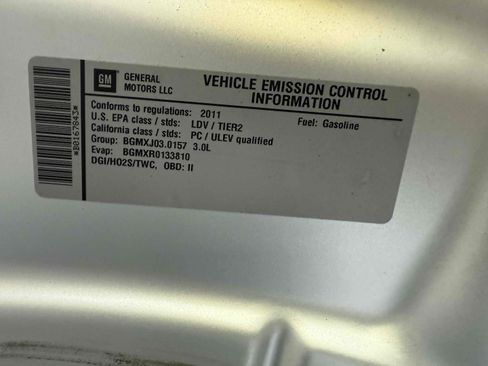 GM
GENERAL
MOTORS LLC
VEHICLE EMISSION CONTROL
INFORMATION
Conforms to regulations: 2011
Fuel: Gasoline
U.S. EPA class / stds: LDV / TIER2
California class / stds: PC / ULEV qualified
Group: BGMXJ03.0157 3.0L
Evap: BGMXR0133810
DGI/HO2S/TWC, OBD: II
*B0167843*